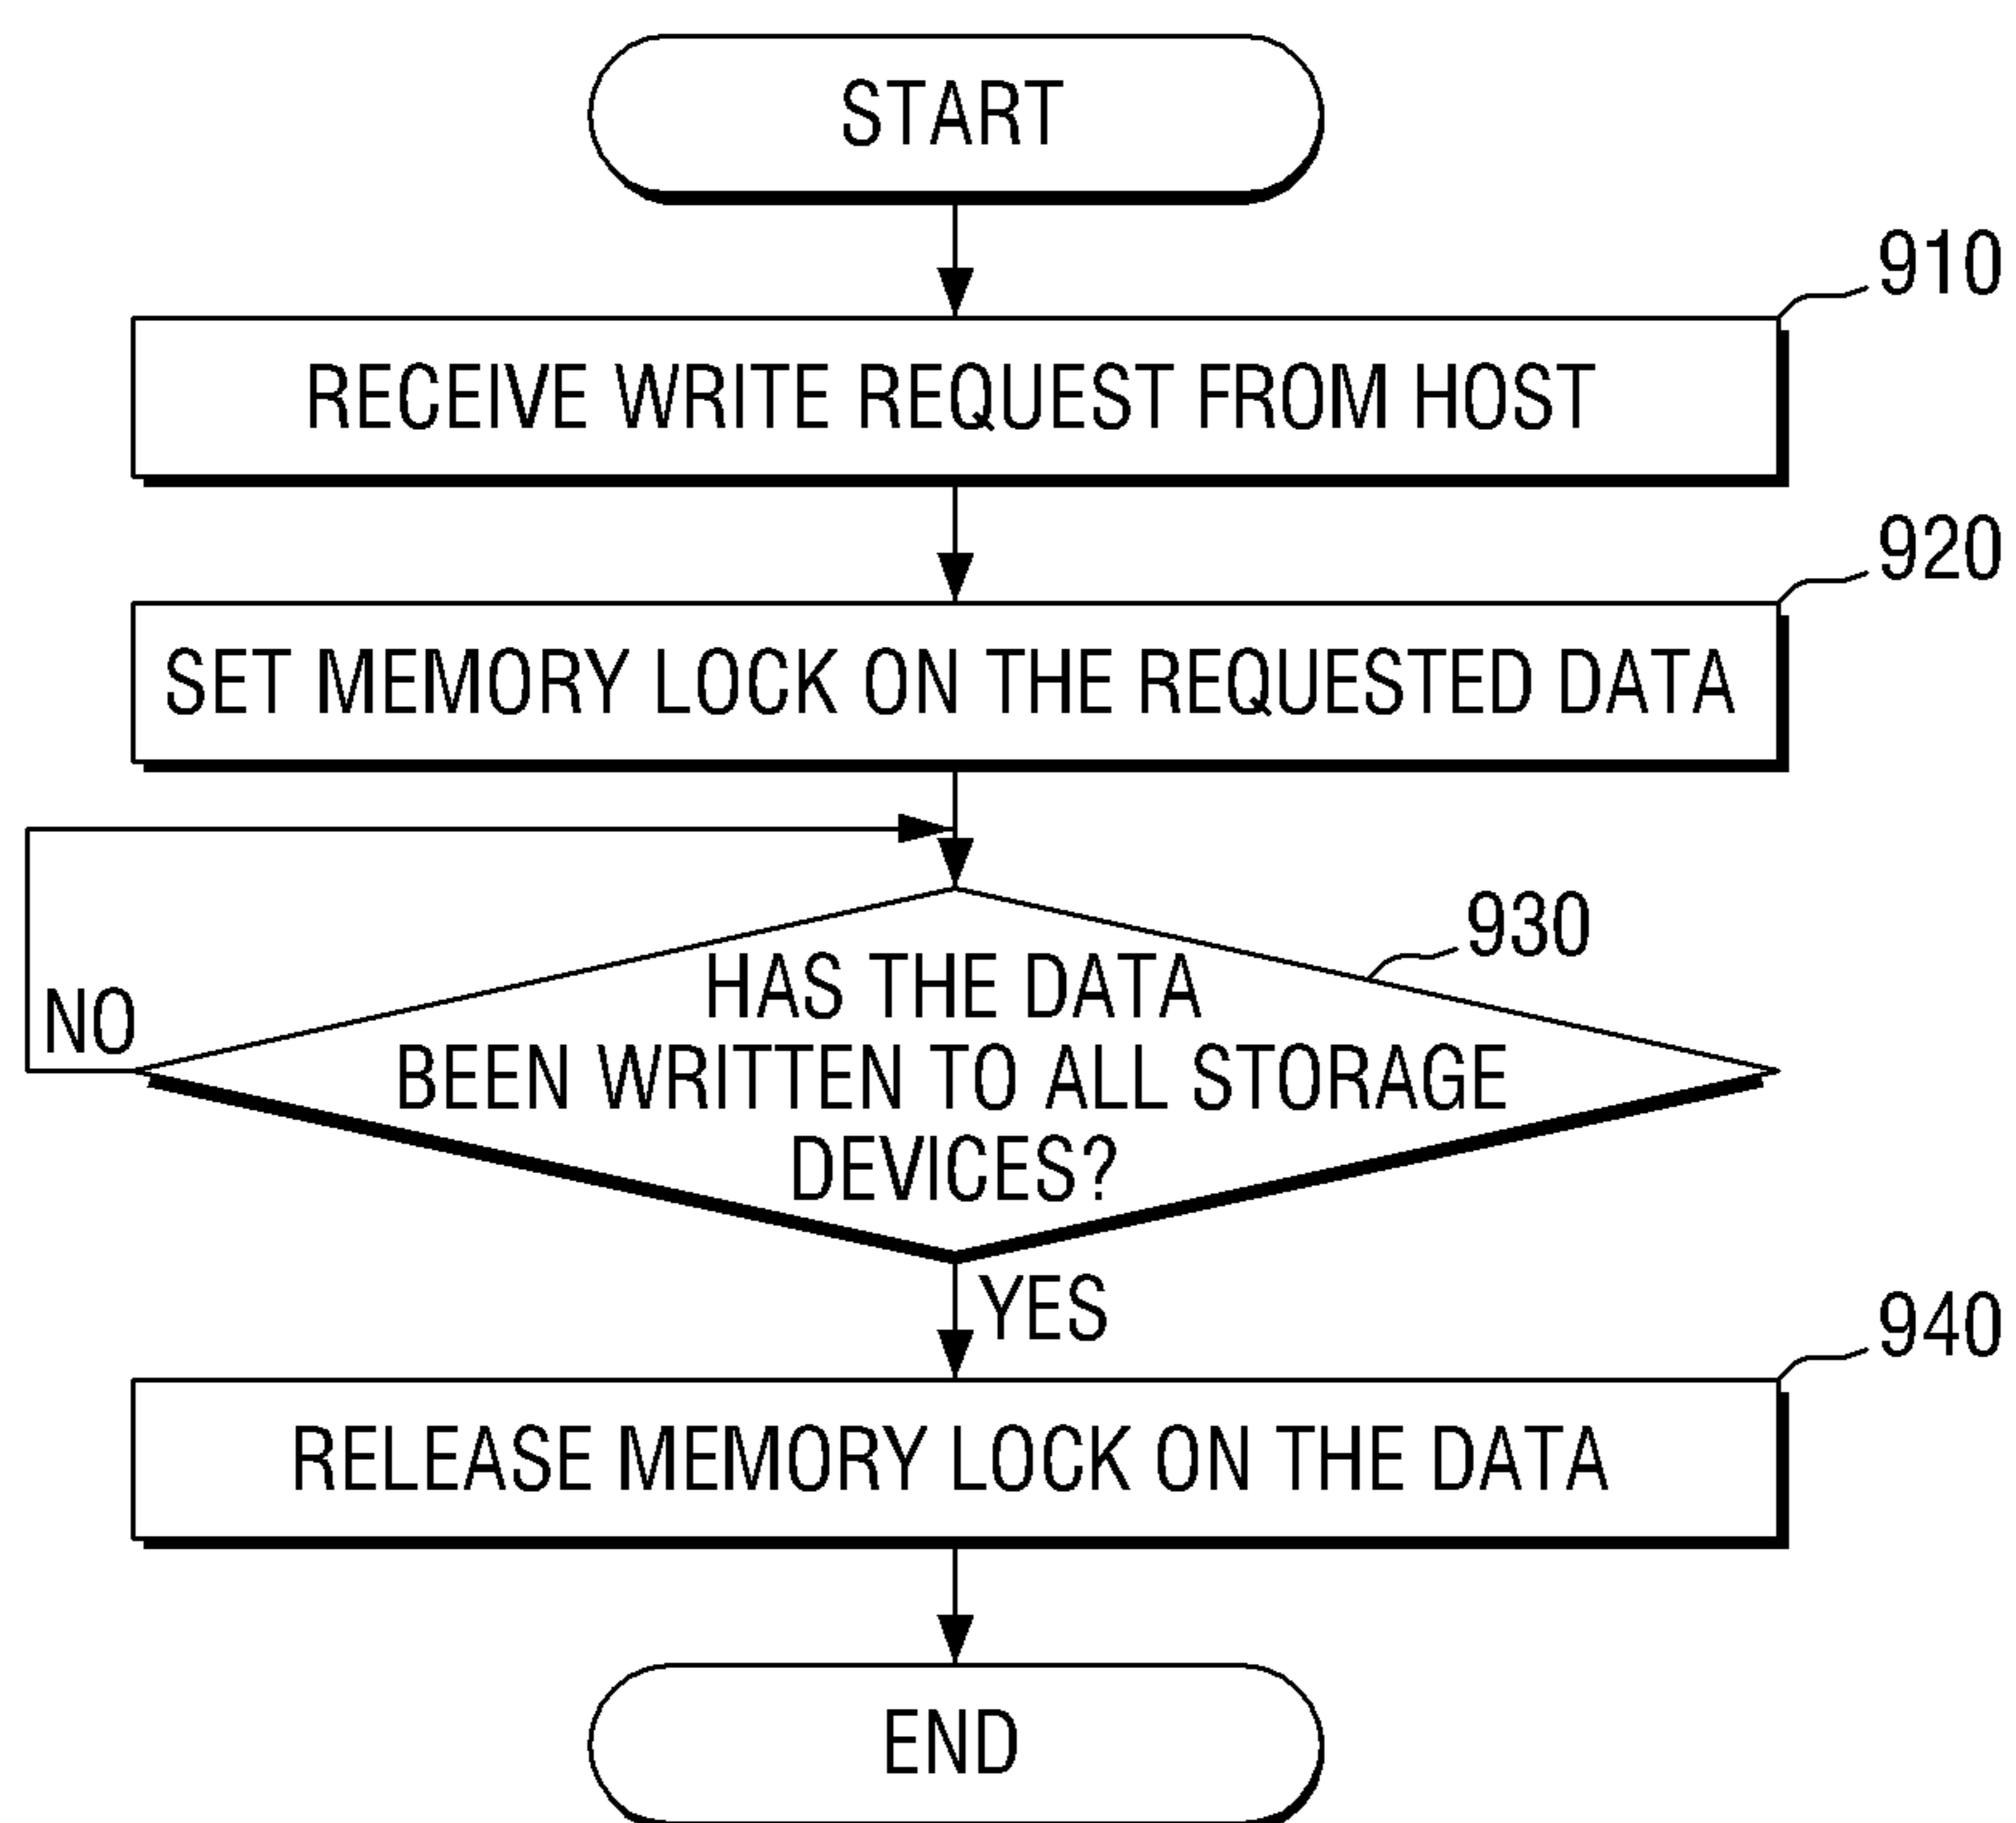 START
910
RECEIVE WRITE REQUEST FROM HOST
920
SET MEMORY LOCK ON THE REQUESTED DATA
930
HAS THE DATA
NO
BEEN WRITTEN TO ALL STORAGE
DEVICES?
YES
940
RELEASE MEMORY LOCK ON THE DATA
END